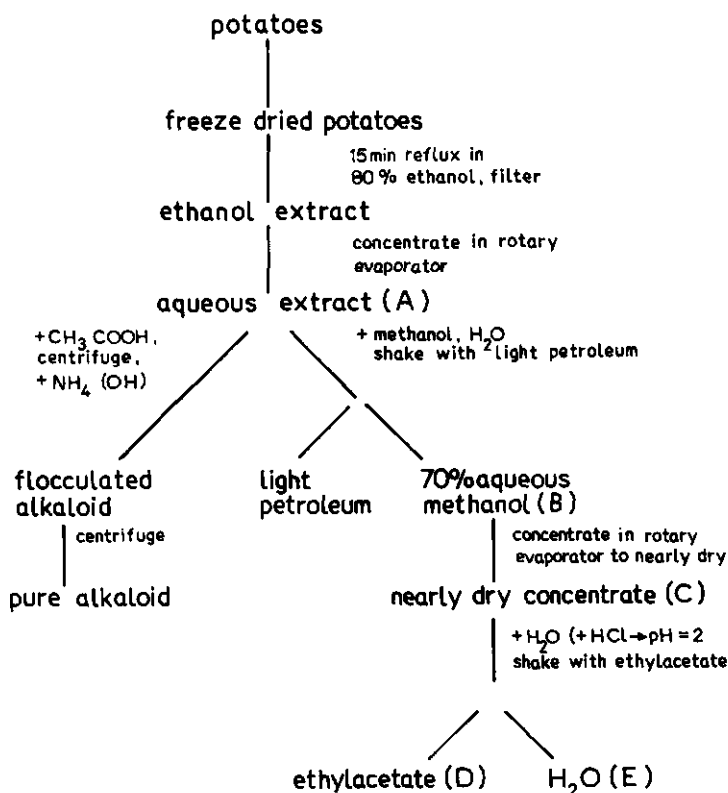 potatoes
freeze dried potatoes
15min reflux in
80% ethanol, filter
ethanol extract
concentrate in rotary
evaporator
aqueous extract (A)
+CH₃COOH,
centrifuge,
+ NH₄ (OH)
+ methanol, H₂O
shake with light petroleum
flocculated
alkaloid
light
petroleum
70% aqueous
methanol (B)
centrifuge
concentrate in rotary
evaporator to nearly dry
pure alkaloid
nearly dry concentrate (C)
+H₂O (+HCl→pH=2
shake with ethylacetate
ethylacetate (D)
H₂O (E)